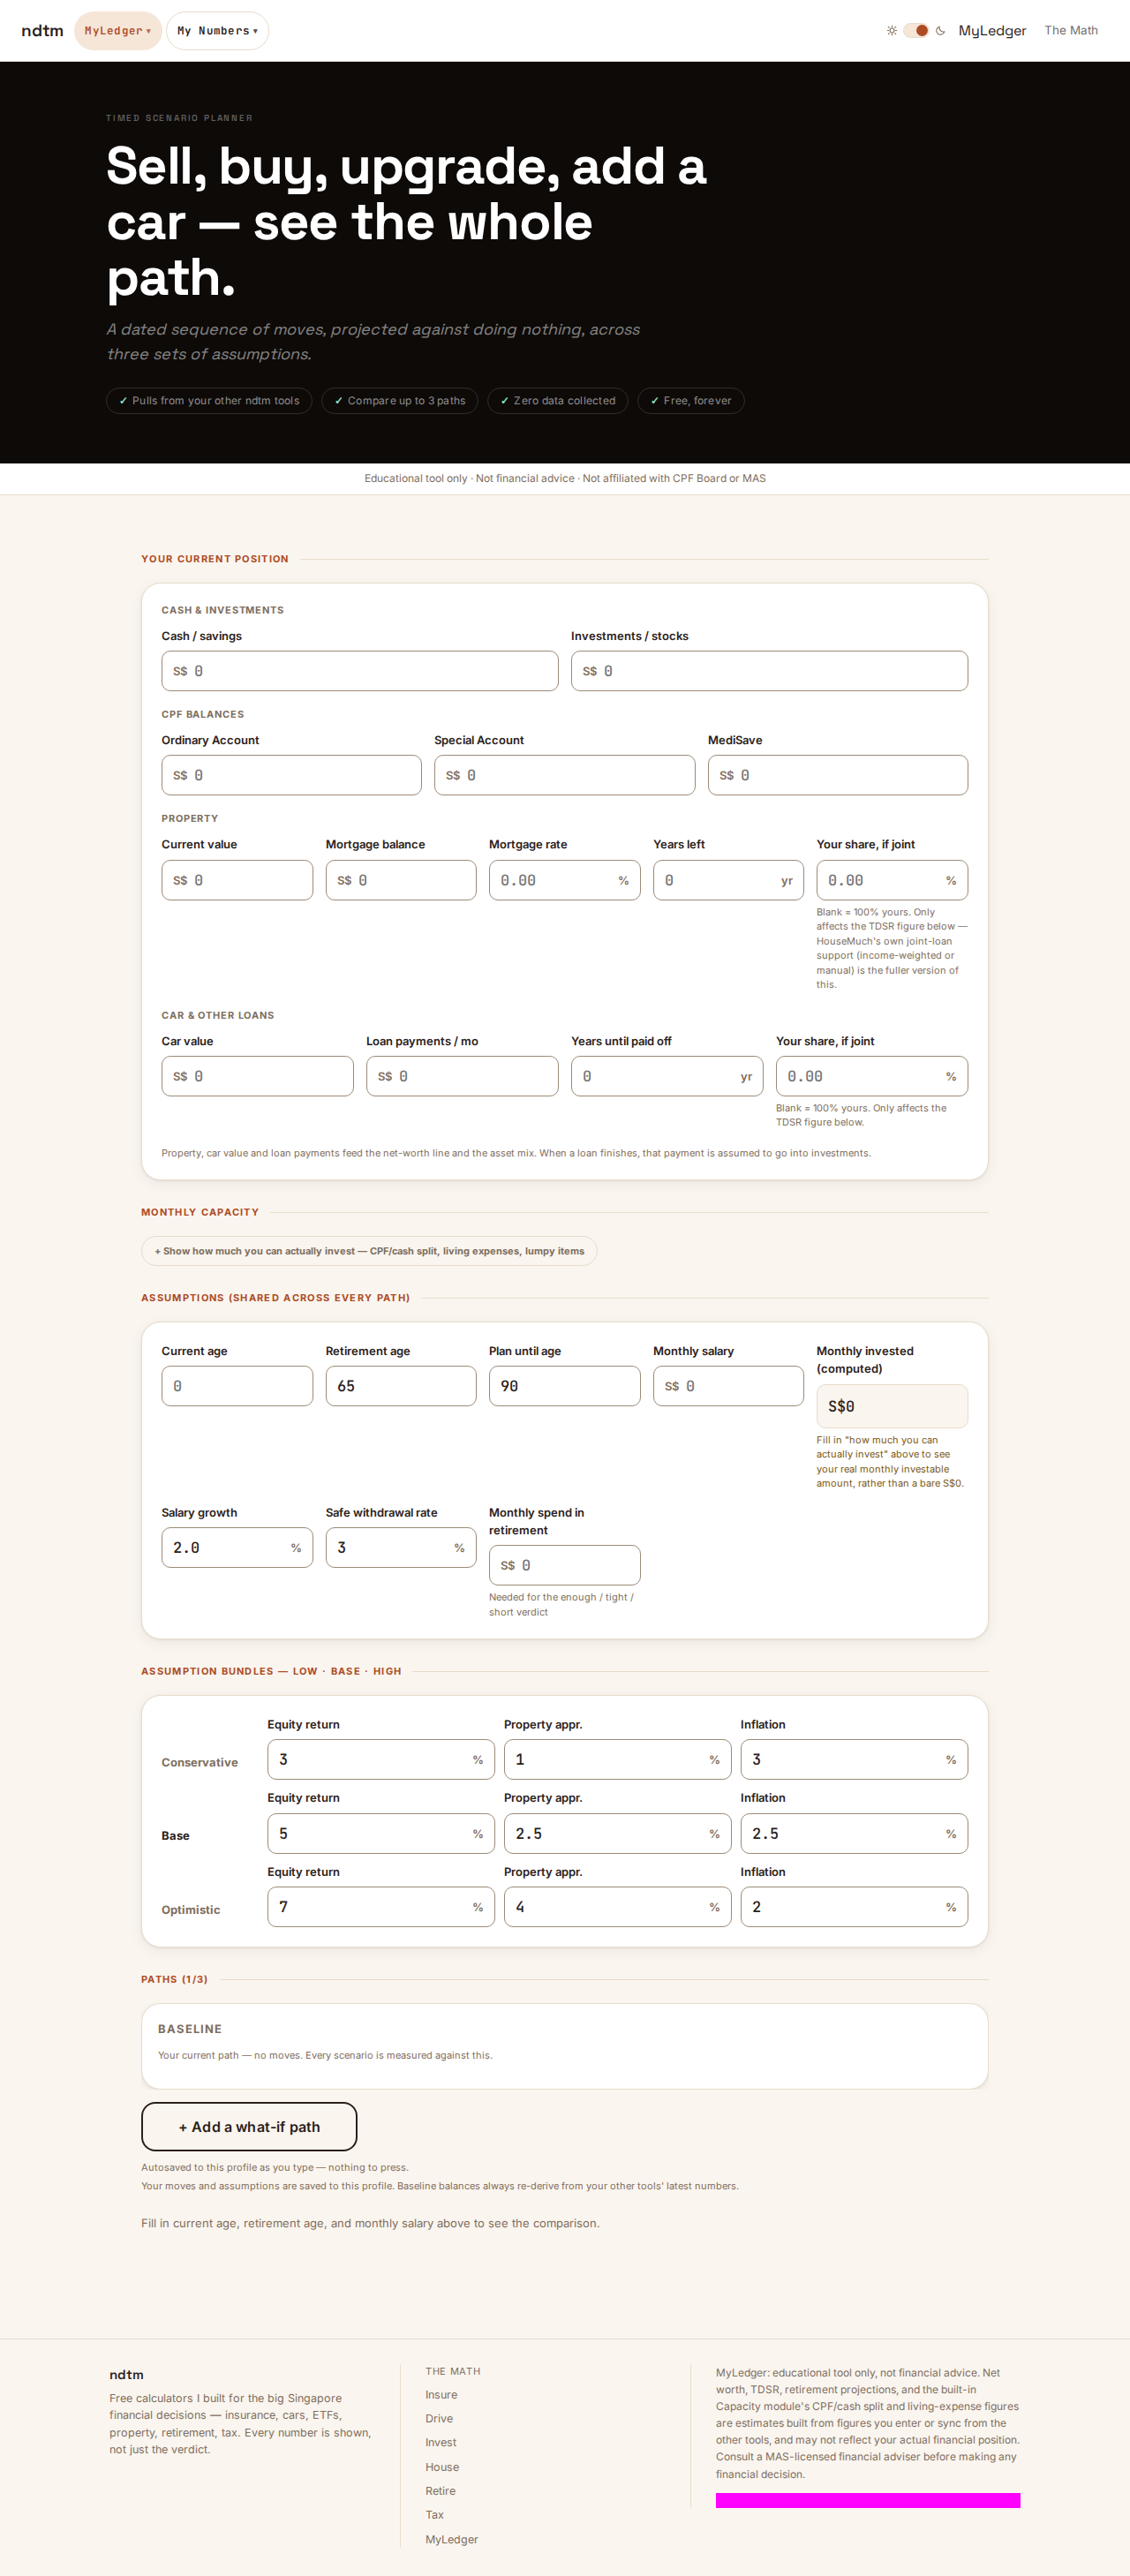 ndtm
MyLedger ▾
My Numbers ▾
MyLedger
The Math
TIMED SCENARIO PLANNER
Sell, buy, upgrade, add a
car — see the whole
path.
A dated sequence of moves, projected against doing nothing, across
three sets of assumptions.
✓ Pulls from your other ndtm tools
✓ Compare up to 3 paths
✓ Zero data collected
✓ Free, forever
Educational tool only · Not financial advice · Not affiliated with CPF Board or MAS
YOUR CURRENT POSITION
CASH & INVESTMENTS
Cash / savings
Investments / stocks
S$ 0
S$ 0
CPF BALANCES
Ordinary Account
Special Account
MediSave
S$ 0
S$ 0
S$ 0
PROPERTY
Current value
Mortgage balance
Mortgage rate
Years left
Your share, if joint
S$ 0
S$ 0
0.00 %
0 yr
0.00 %
Blank = 100% yours. Only
affects the TDSR figure below —
HouseMuch's own joint-loan
support (income-weighted or
manual) is the fuller version of
this.
CAR & OTHER LOANS
Car value
Loan payments / mo
Years until paid off
Your share, if joint
S$ 0
S$ 0
0 yr
0.00 %
Blank = 100% yours. Only affects the
TDSR figure below.
Property, car value and loan payments feed the net-worth line and the asset mix. When a loan finishes, that payment is assumed to go into investments.
MONTHLY CAPACITY
+ Show how much you can actually invest — CPF/cash split, living expenses, lumpy items
ASSUMPTIONS (SHARED ACROSS EVERY PATH)
Current age
Retirement age
Plan until age
Monthly salary
Monthly invested
(computed)
0
65
90
S$ 0
S$0
Fill in "how much you can
actually invest" above to see
your real monthly investable
amount, rather than a bare S$0.
Salary growth
Safe withdrawal rate
Monthly spend in
retirement
2.0 %
3 %
S$ 0
Needed for the enough / tight /
short verdict
ASSUMPTION BUNDLES — LOW · BASE · HIGH
Equity return
Property appr.
Inflation
Conservative
3 %
1 %
3 %
Equity return
Property appr.
Inflation
Base
5 %
2.5 %
2.5 %
Equity return
Property appr.
Inflation
Optimistic
7 %
4 %
2 %
PATHS (1/3)
BASELINE
Your current path — no moves. Every scenario is measured against this.
+ Add a what-if path
Autosaved to this profile as you type — nothing to press.
Your moves and assumptions are saved to this profile. Baseline balances always re-derive from your other tools' latest numbers.
Fill in current age, retirement age, and monthly salary above to see the comparison.
ndtm
Free calculators I built for the big Singapore
financial decisions — insurance, cars, ETFs,
property, retirement, tax. Every number is shown,
not just the verdict.
THE MATH
Insure
Drive
Invest
House
Retire
Tax
MyLedger
MyLedger: educational tool only, not financial advice. Net
worth, TDSR, retirement projections, and the built-in
Capacity module's CPF/cash split and living-expense figures
are estimates built from figures you enter or sync from the
other tools, and may not reflect your actual financial position.
Consult a MAS-licensed financial adviser before making any
financial decision.